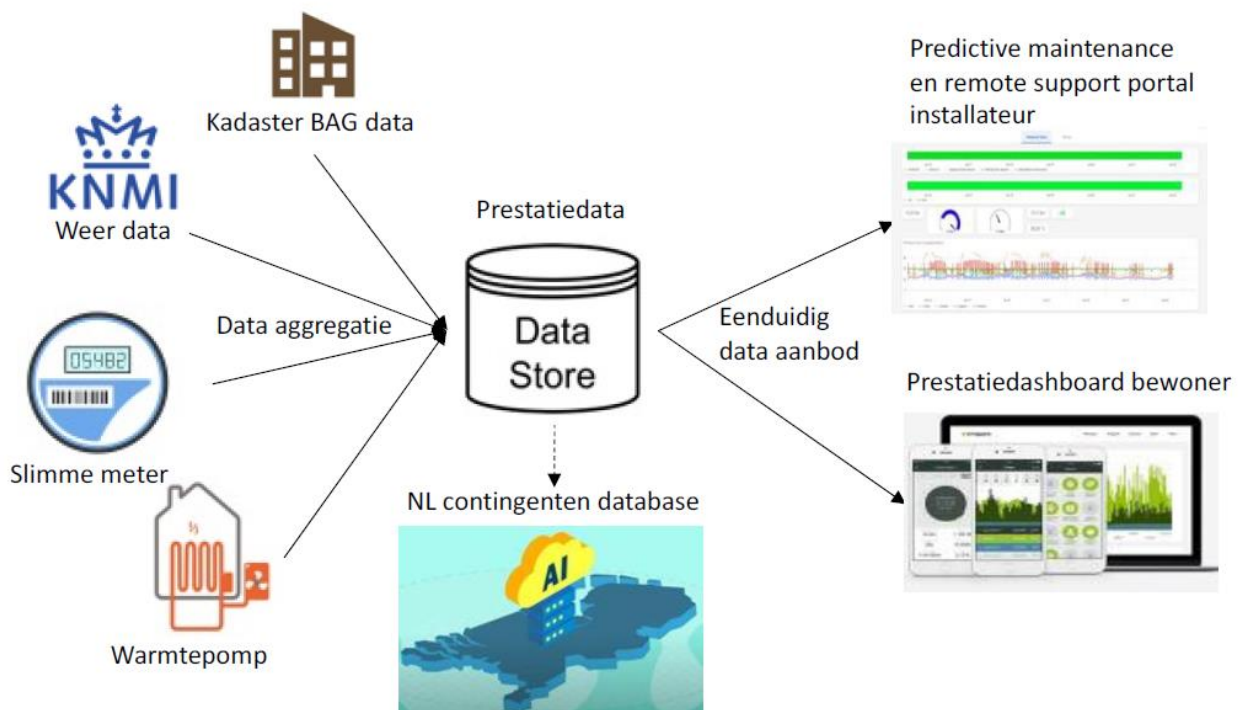 Kadaster BAG data
KNMI
Weer data
Data aggregatie
05482
Slimme meter
Warmtepomp
Prestatiedata
Data
Store
NL contingenten database
AI
Eenduidig
data aanbod
Predictive maintenance
en remote support portal
installateur
Prestatiedashboard bewoner